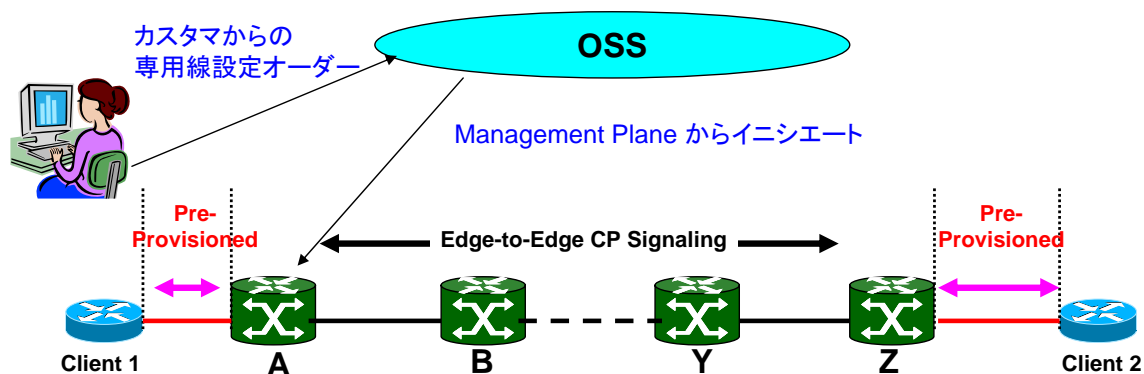 カスタマからの
専用線設定オーダー
OSS
Management Plane からイニシエート
Pre-
Provisioned
Edge-to-Edge CP Signaling
Pre-
Provisioned
Client 1
A
B
Y
Z
Client 2